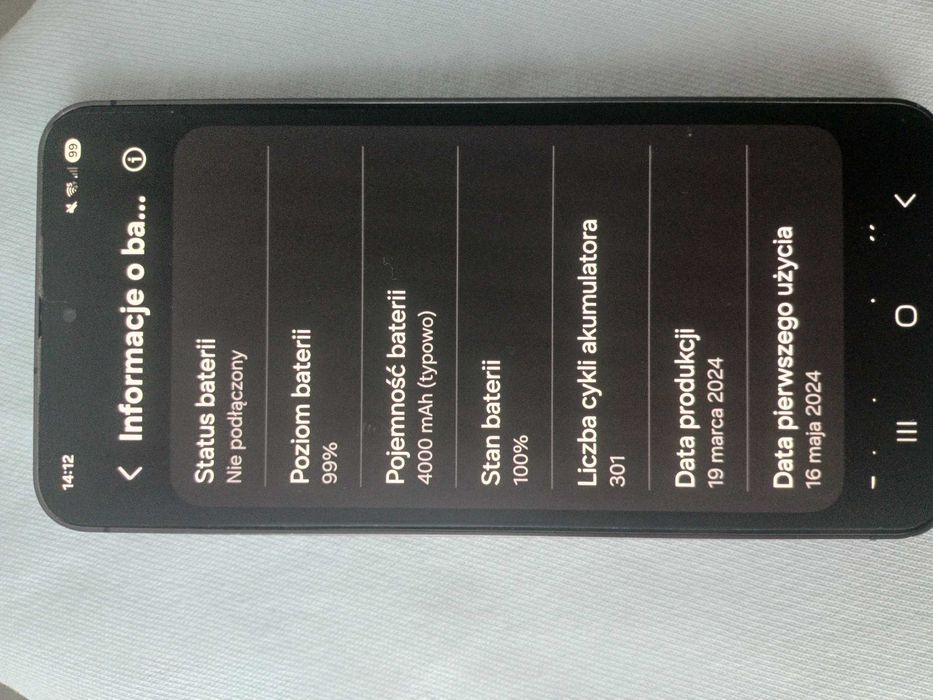 14:12
99
Informacje o ba...
Status baterii
Nie podłączony
Poziom baterii
99%
Pojemność baterii
4000 mAh (typowo)
Stan baterii
100%
Liczba cykli akumulatora
301
Data produkcji
19 marca 2024
Data pierwszego użycia
16 maja 2024